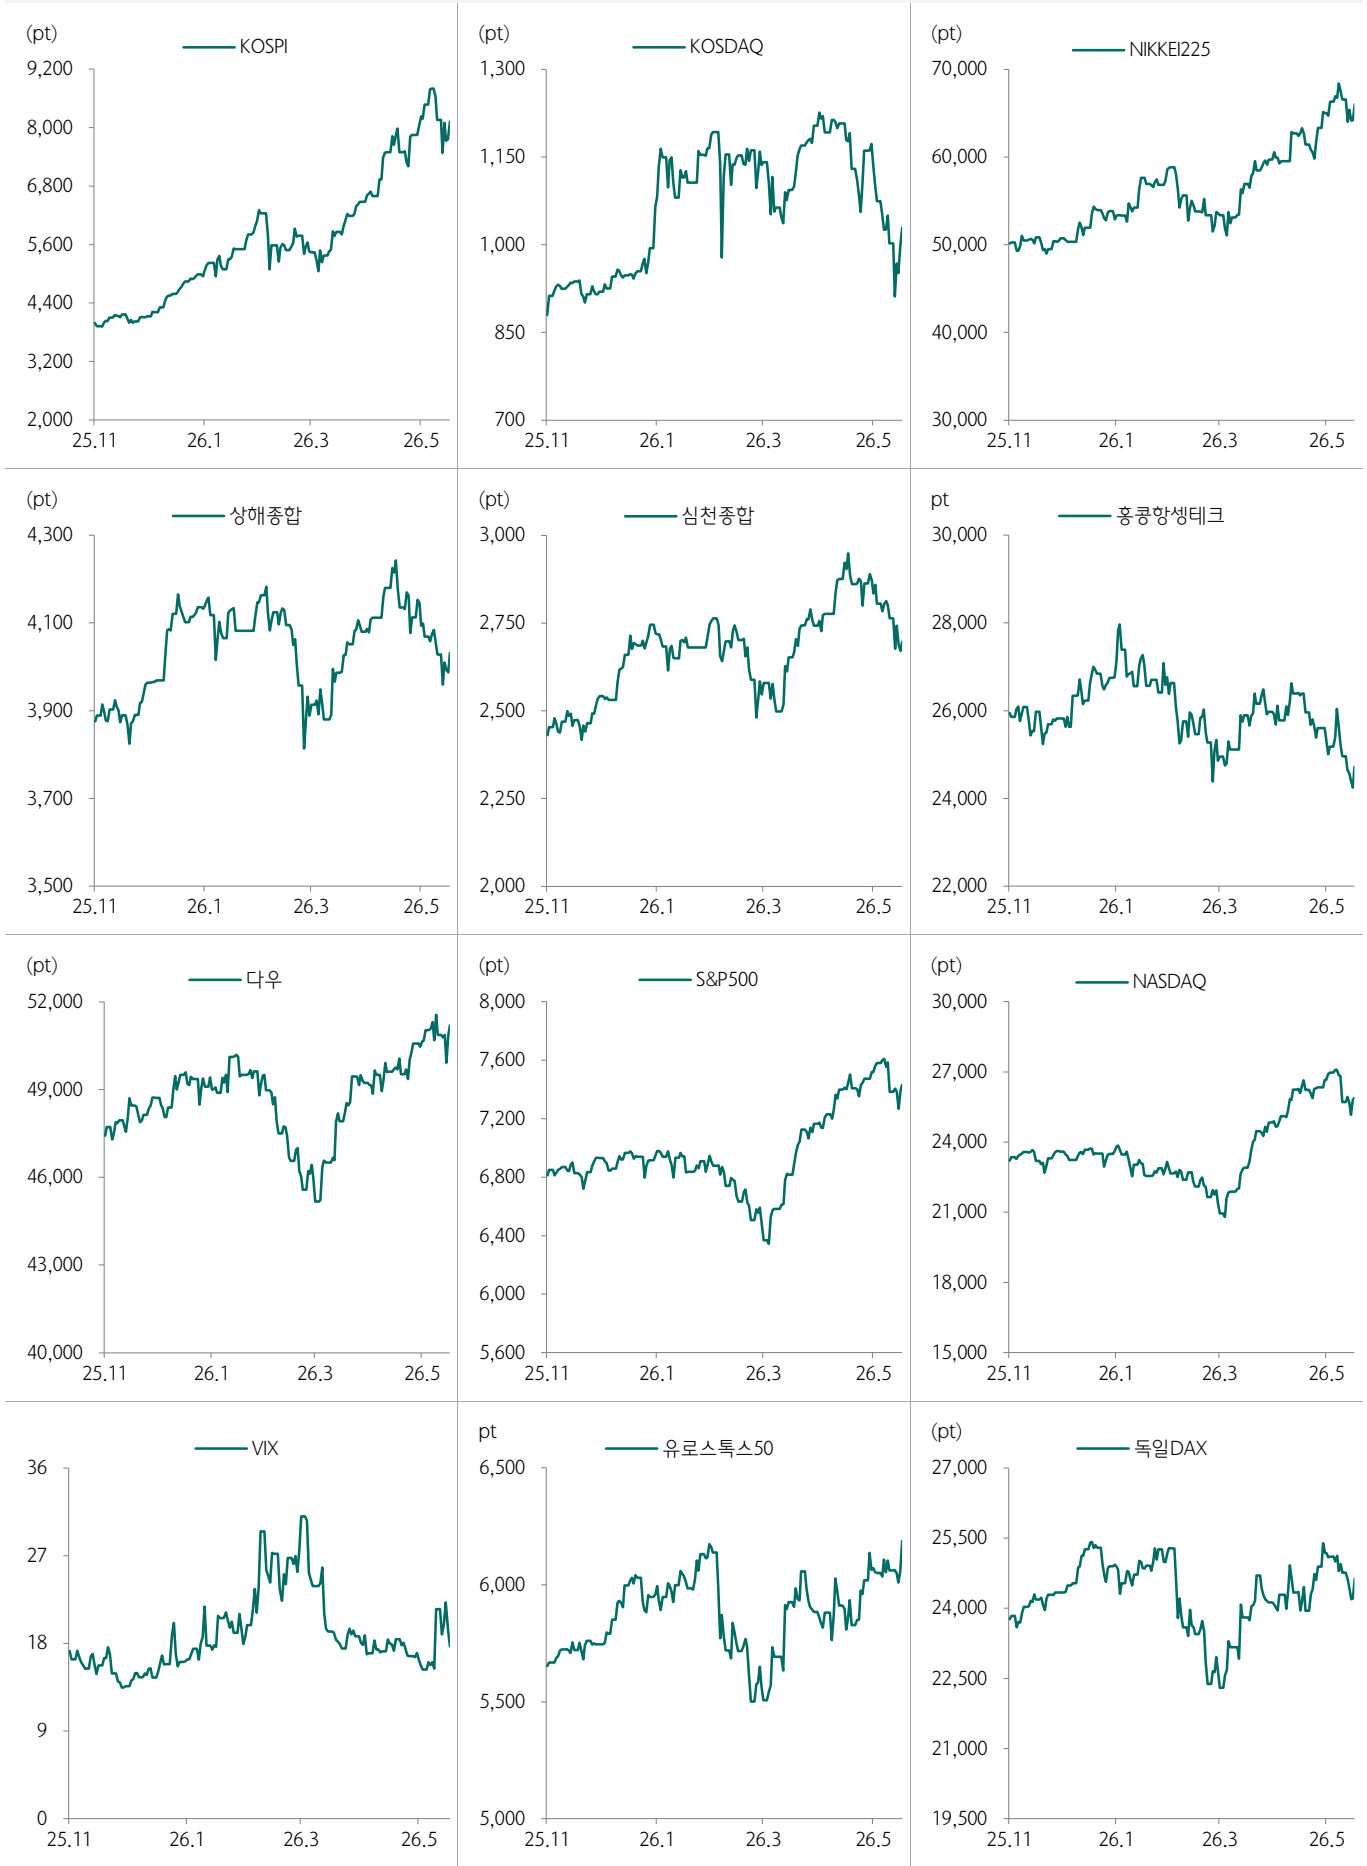 (pt)
KOSPI
9,200
8,000
6,800
5,600
4,400
3,200
2,000
25.11 26.1 26.3 26.5
(pt)
KOSDAQ
1,300
1,150
1,000
850
700
25.11 26.1 26.3 26.5
(pt)
NIKKEI225
70,000
60,000
50,000
40,000
30,000
25.11 26.1 26.3 26.5
(pt)
상해종합
4,300
4,100
3,900
3,700
3,500
25.11 26.1 26.3 26.5
(pt)
심천종합
3,000
2,750
2,500
2,250
2,000
25.11 26.1 26.3 26.5
pt
홍콩항셍테크
30,000
28,000
26,000
24,000
22,000
25.11 26.1 26.3 26.5
(pt)
다우
52,000
49,000
46,000
43,000
40,000
25.11 26.1 26.3 26.5
(pt)
S&P500
8,000
7,600
7,200
6,800
6,400
6,000
5,600
25.11 26.1 26.3 26.5
(pt)
NASDAQ
30,000
27,000
24,000
21,000
18,000
15,000
25.11 26.1 26.3 26.5
VIX
36
27
18
9
0
25.11 26.1 26.3 26.5
pt
유로스톡스50
6,500
6,000
5,500
5,000
25.11 26.1 26.3 26.5
(pt)
독일DAX
27,000
25,500
24,000
22,500
21,000
19,500
25.11 26.1 26.3 26.5